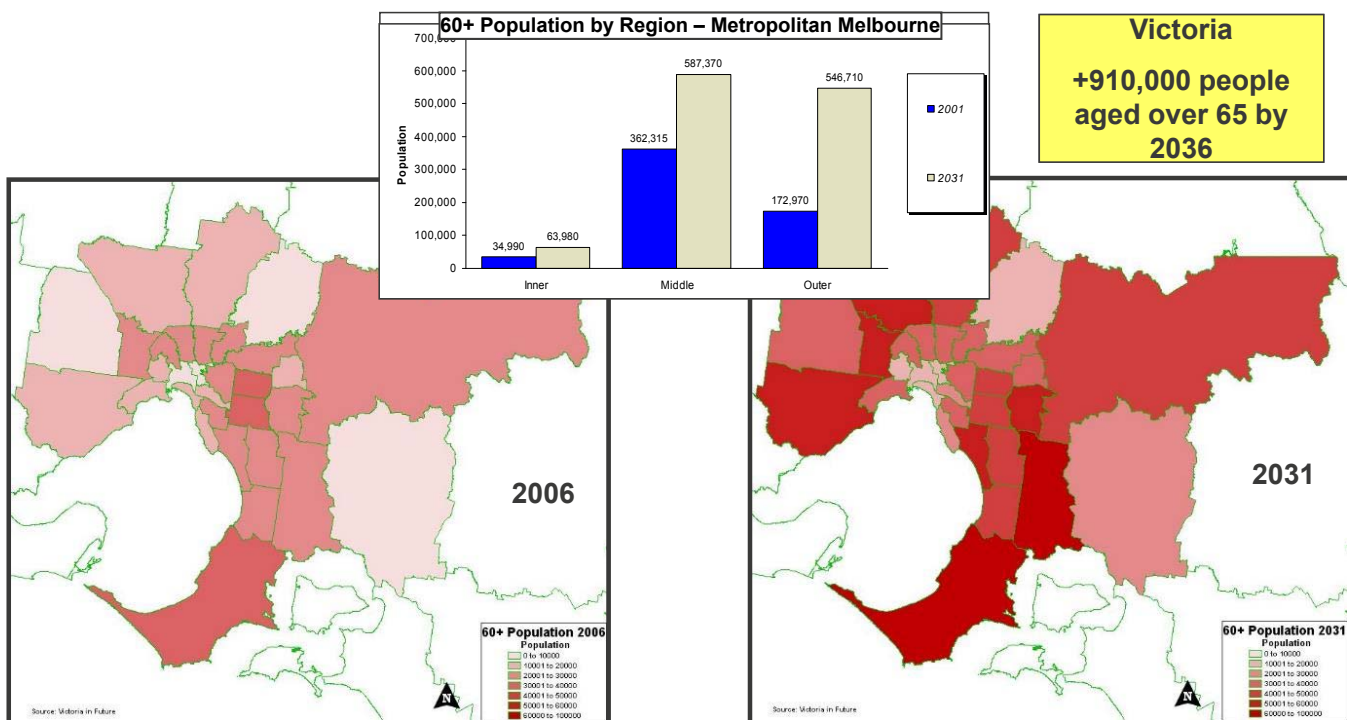 60+ Population by Region – Metropolitan Melbourne
700,000
600,000
500,000
400,000
300,000
200,000
100,000
0
Population
34,990
63,980
362,315
587,370
172,970
546,710
Inner
Middle
Outer
2001
2031
Victoria
+910,000 people
aged over 65 by
2036
2006
60+ Population 2006
Population
0 to 10000
10001 to 20000
20001 to 30000
30001 to 40000
40001 to 50000
50001 to 60000
60000 to 100000
N
Source: Victoria in Future
2031
60+ Population 2031
Population
0 to 10000
10001 to 20000
20001 to 30000
30001 to 40000
40001 to 50000
50001 to 60000
60000 to 100000
N
Source: Victoria in Future